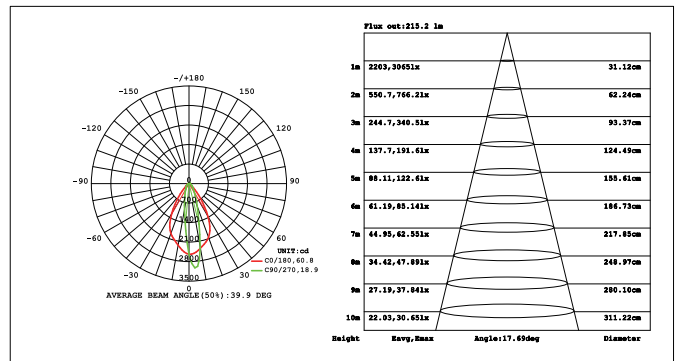 -/+180
-150
150
-120
120
-90
90
-60
60
-30
30
0
700
1400
2100
2800
3500
0
UNIT:cd
C0/180,60.8
C90/270,18.9
AVERAGE BEAM ANGLE(50%):39.9 DEG
Flux out:215.2 lm
1m 2203,3065lx 31.12cm
2m 550.7,766.2lx 62.24cm
3m 244.7,340.5lx 93.37cm
4m 137.7,191.6lx 124.49cm
5m 88.11,122.6lx 155.61cm
6m 61.19,85.14lx 186.73cm
7m 44.95,62.55lx 217.85cm
8m 34.42,47.89lx 248.97cm
9m 27.19,37.84lx 280.10cm
10m 22.03,30.65lx 311.22cm
Height Eavg,Emax Angle:17.69deg Diameter